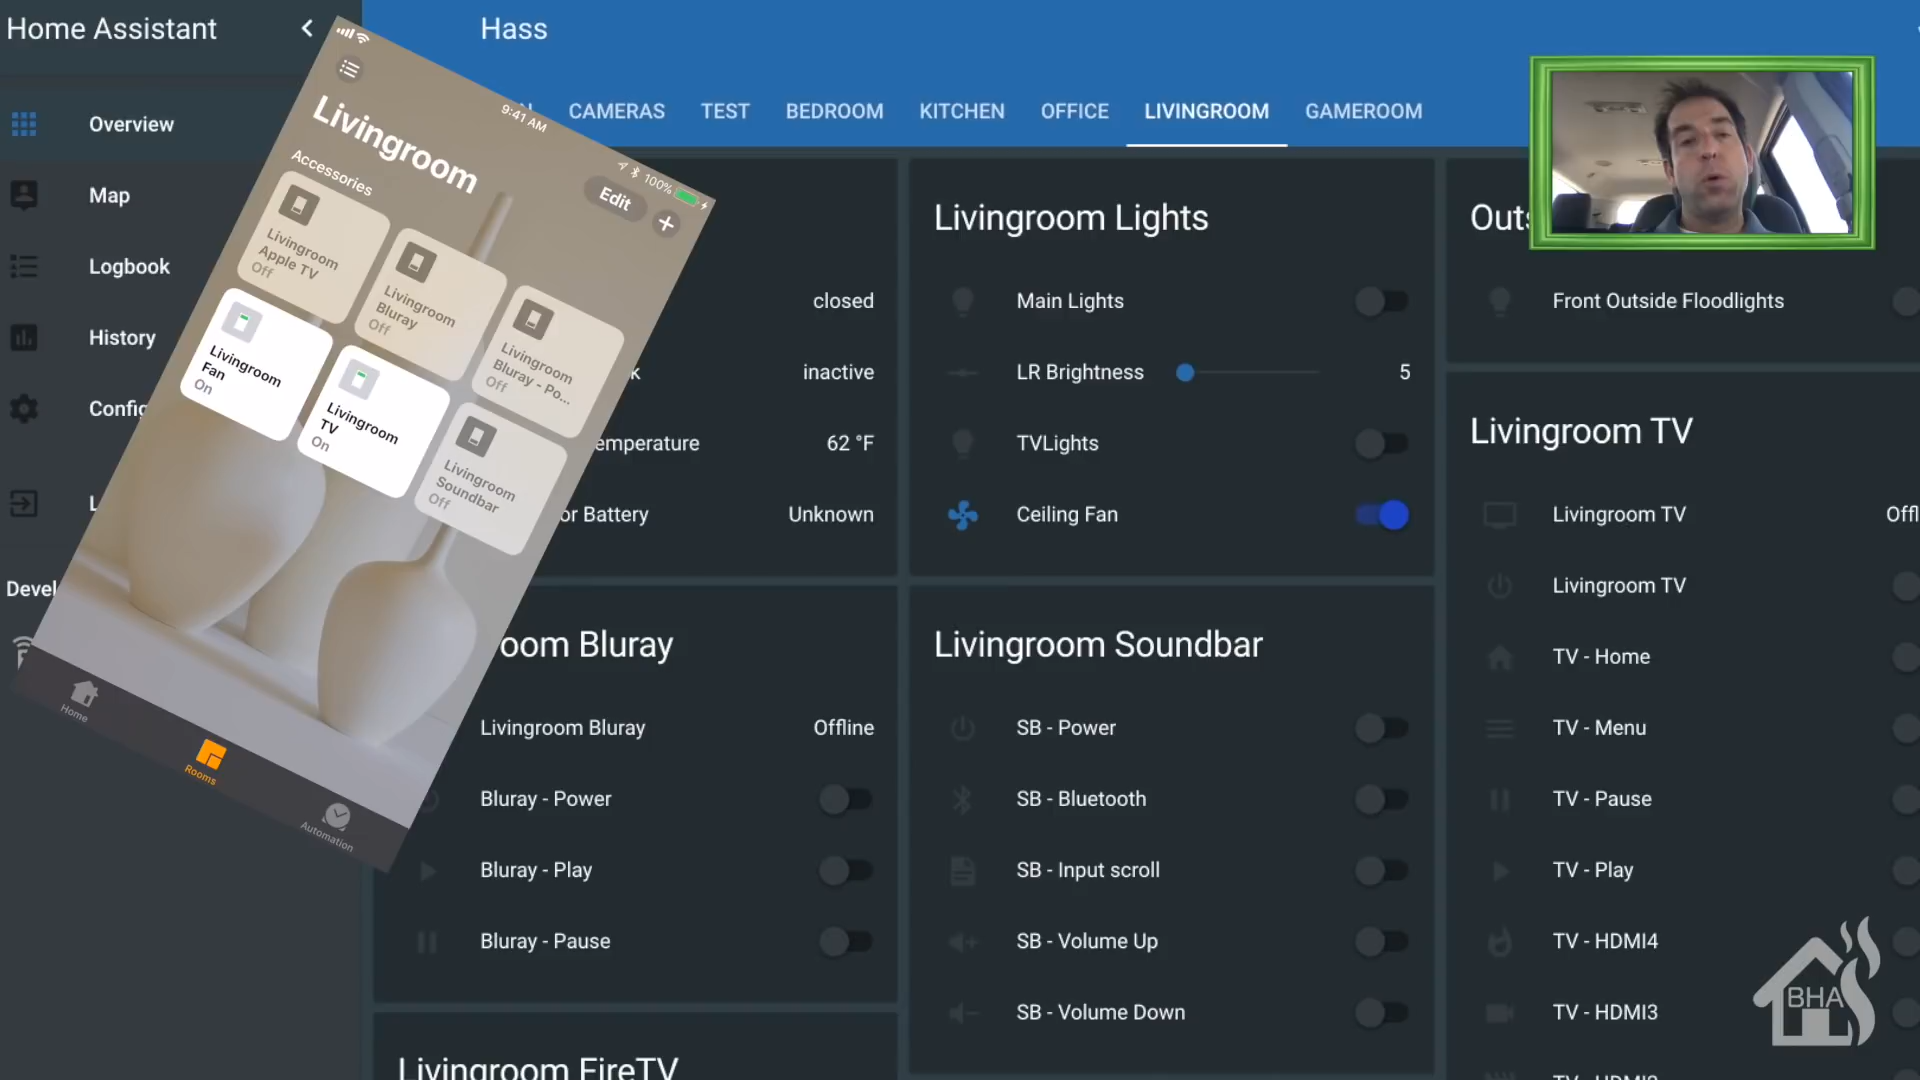 Home Assistant
Hass
CAMERAS TEST BEDROOM KITCHEN OFFICE LIVINGROOM GAMEROOM
Overview
Map
Logbook
History
Config
Devel
9:41 AM
100%
Livingroom
Edit
Accessories
Livingroom
Apple TV
Off
Livingroom
Bluray
Off
Livingroom
Bluray - Po...
Off
Livingroom
Fan
On
Livingroom
TV
On
Livingroom
Soundbar
Off
Home
Rooms
Automation
closed
inactive
emperature 62 °F
or Battery Unknown
Livingroom Lights
Main Lights
LR Brightness 5
TVLights
Ceiling Fan
Front Outside Floodlights
oom Bluray
Livingroom Bluray Offline
Bluray - Power
Bluray - Play
Bluray - Pause
Livingroom FireTV
Livingroom Soundbar
SB - Power
SB - Bluetooth
SB - Input scroll
SB - Volume Up
SB - Volume Down
Livingroom TV
Livingroom TV Offl
Livingroom TV
TV - Home
TV - Menu
TV - Pause
TV - Play
TV - HDMI4
TV - HDMI3
BHA